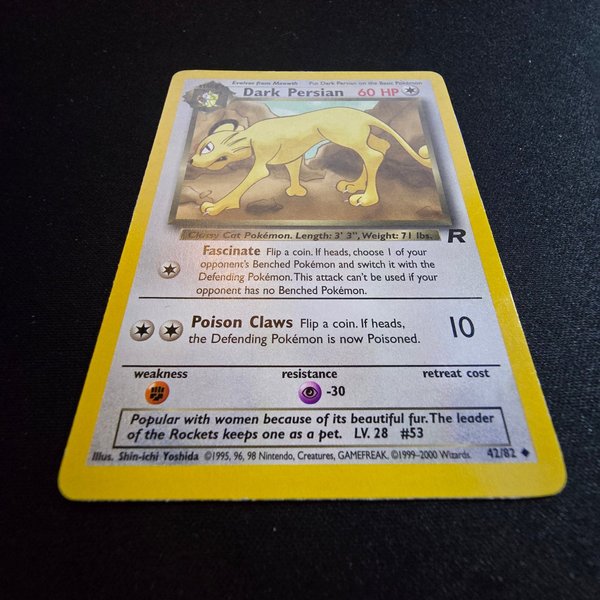 Evolves from Meowth Put Dark Persian on the Basic Pokémon
Dark Persian 60 HP
Classy Cat Pokémon. Length: 3' 3", Weight: 71 lbs.
R
Fascinate Flip a coin. If heads, choose 1 of your
opponent's Benched Pokémon and switch it with the
Defending Pokémon. This attack can't be used if your
opponent has no Benched Pokémon.
Poison Claws Flip a coin. If heads,
the Defending Pokémon is now Poisoned.
10
weakness resistance retreat cost
-30
Popular with women because of its beautiful fur. The leader
of the Rockets keeps one as a pet. LV. 28 #53
Illus. Shin-ichi Yoshida ©1995, 96, 98 Nintendo, Creatures, GAMEFREAK. ©1999-2000 Wizards. 42/82